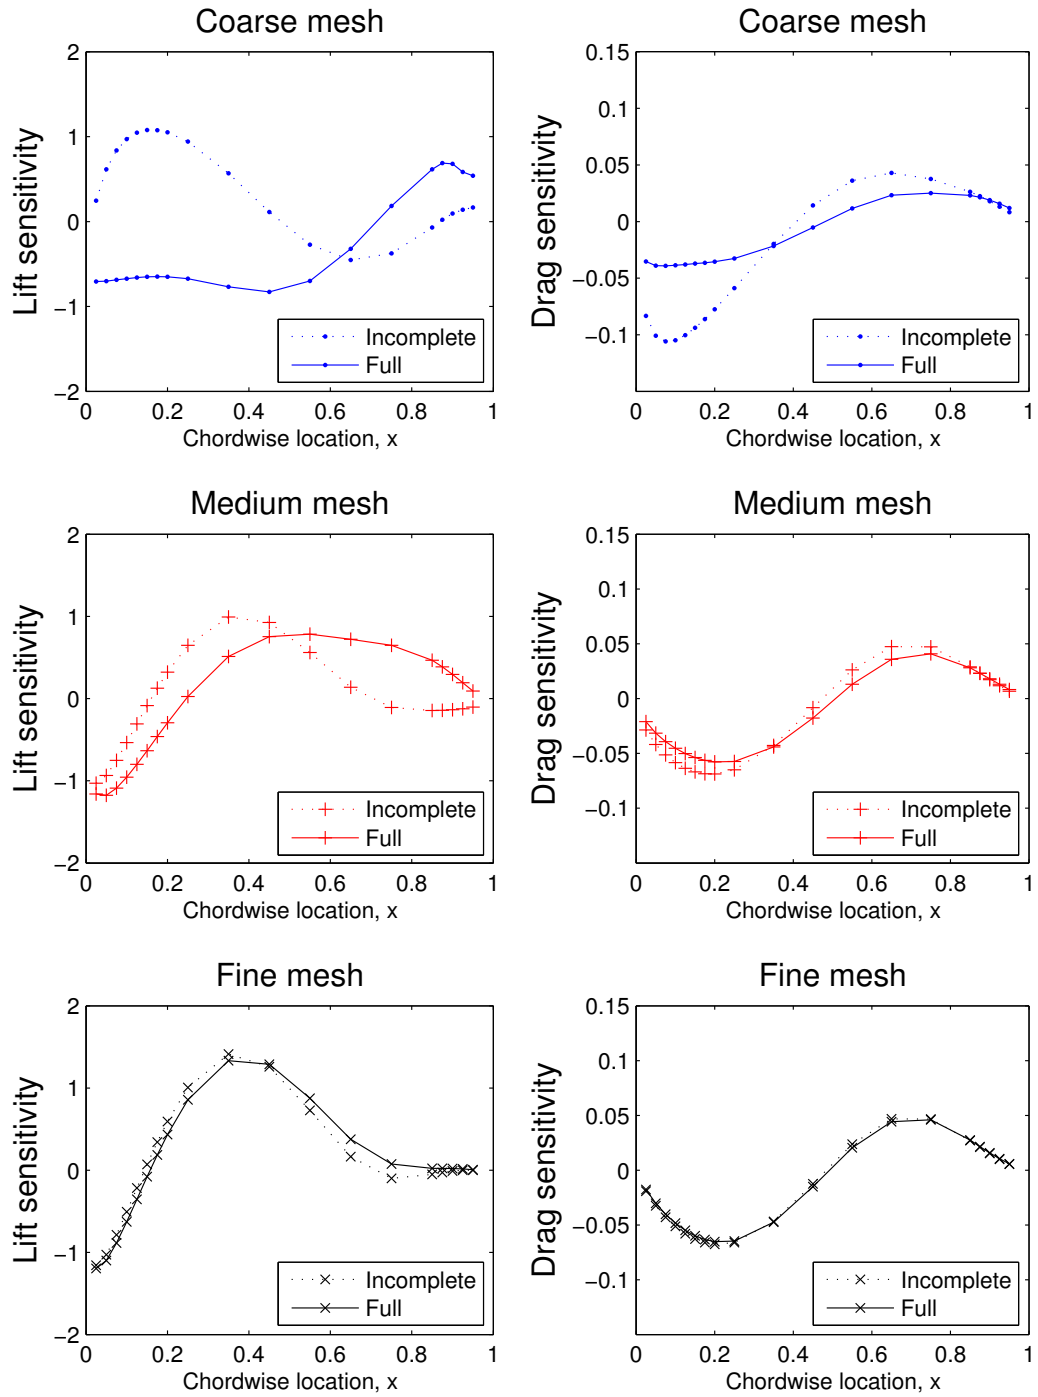 Coarse mesh
2
1
0
−1
−2
Lift sensitivity
Incomplete
Full
0 0.2 0.4 0.6 0.8 1
Chordwise location, x
Coarse mesh
0.15
0.1
0.05
0
−0.05
−0.1
Drag sensitivity
Incomplete
Full
0 0.2 0.4 0.6 0.8 1
Chordwise location, x
Medium mesh
2
1
0
−1
−2
Lift sensitivity
Incomplete
Full
0 0.2 0.4 0.6 0.8 1
Chordwise location, x
Medium mesh
0.15
0.1
0.05
0
−0.05
−0.1
Drag sensitivity
Incomplete
Full
0 0.2 0.4 0.6 0.8 1
Chordwise location, x
Fine mesh
2
1
0
−1
−2
Lift sensitivity
Incomplete
Full
0 0.2 0.4 0.6 0.8 1
Chordwise location, x
Fine mesh
0.15
0.1
0.05
0
−0.05
−0.1
Drag sensitivity
Incomplete
Full
0 0.2 0.4 0.6 0.8 1
Chordwise location, x